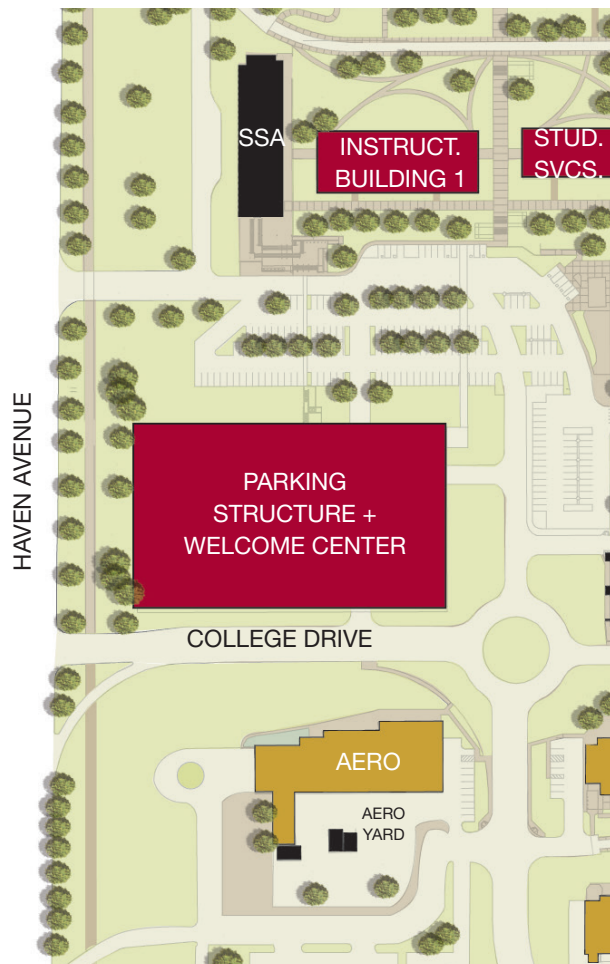 SSA
INSTRUCT.
BUILDING 1
STUD.
SVCS.
HAVEN AVENUE
PARKING
STRUCTURE +
WELCOME CENTER
COLLEGE DRIVE
AERO
AERO
YARD